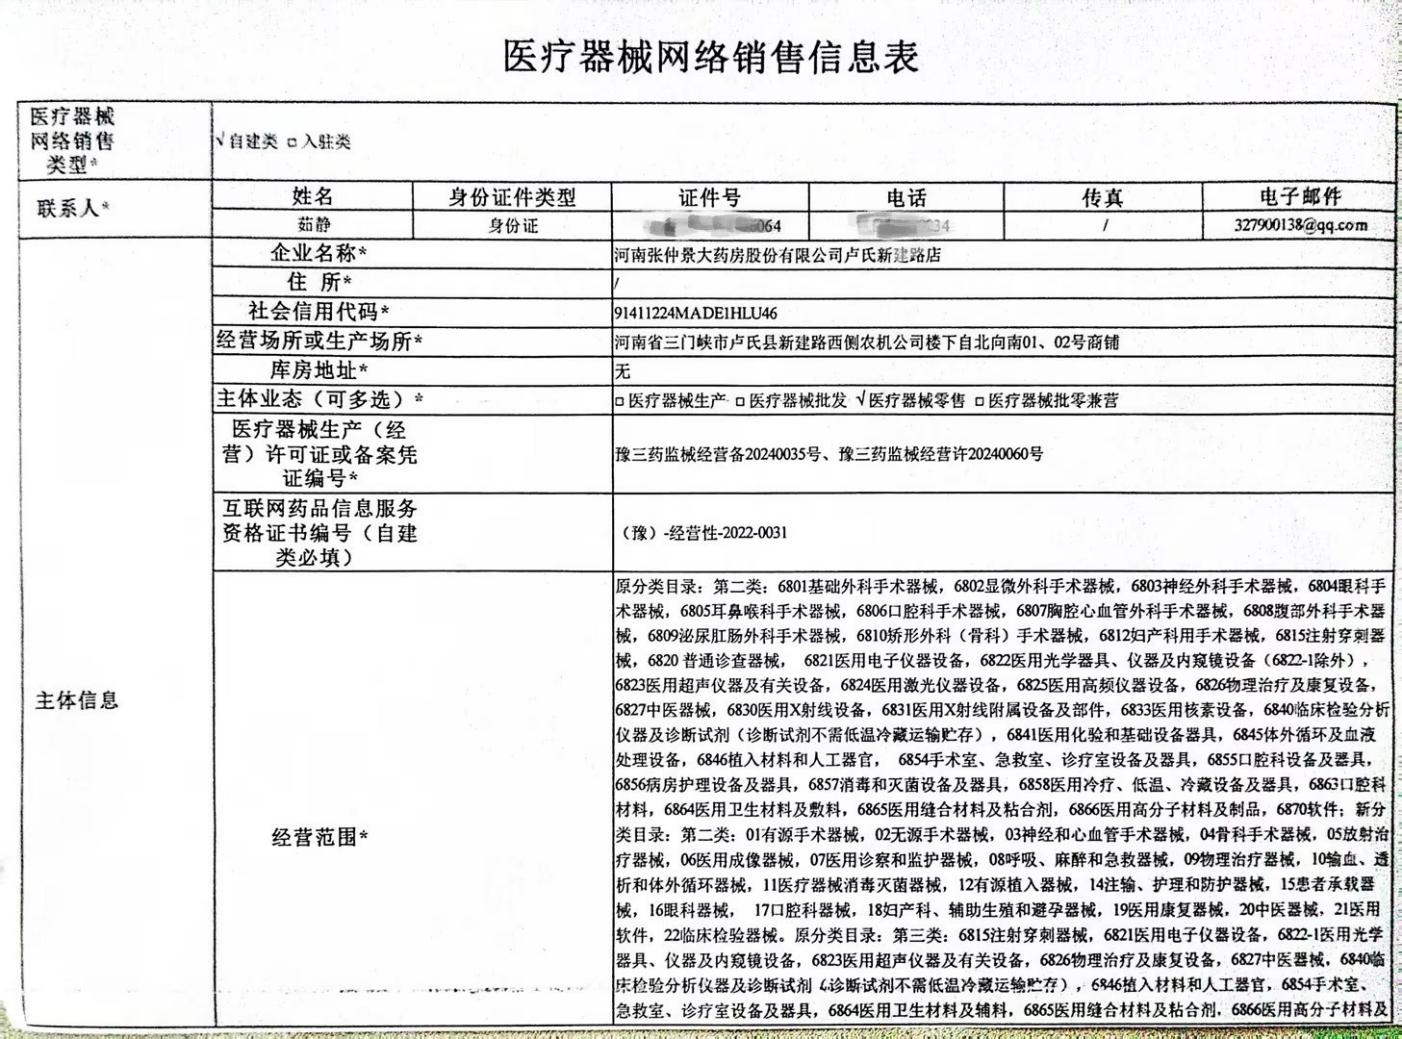 医疗器械网络销售信息表
医疗器械
网络销售
类型*
√自建类 □入驻类
联系人*
姓名 身份证件类型 证件号 电话 传真 电子邮件
茹静 身份证 064 34 / 327900138@qq.com
主体信息
企业名称* 河南张仲景大药房股份有限公司卢氏新建路店
住 所* /
社会信用代码* 91411224MADE1HLU46
经营场所或生产场所* 河南省三门峡市卢氏县新建路西侧农机公司楼下自北向南01、02号商铺
库房地址* 无
主体业态（可多选）* □医疗器械生产 □医疗器械批发 √医疗器械零售 □医疗器械批零兼营
医疗器械生产（经
营）许可证或备案凭
证编号*
豫三药监械经营备20240035号、豫三药监械经营许20240060号
互联网药品信息服务
资格证书编号（自建
类必填）
（豫）-经营性-2022-0031
经营范围*
原分类目录：第二类：6801基础外科手术器械，6802显微外科手术器械，6803神经外科手术器械，6804眼科手
术器械，6805耳鼻喉科手术器械，6806口腔科手术器械，6807胸腔心血管外科手术器械，6808腹部外科手术器
械，6809泌尿肛肠外科手术器械，6810矫形外科（骨科）手术器械，6812妇产科用手术器械，6815注射穿刺器
械，6820 普通诊查器械， 6821医用电子仪器设备，6822医用光学器具、仪器及内窥镜设备（6822-1除外），
6823医用超声仪器及有关设备，6824医用激光仪器设备，6825医用高频仪器设备，6826物理治疗及康复设备，
6827中医器械，6830医用X射线设备，6831医用X射线附属设备及部件，6833医用核素设备，6840临床检验分析
仪器及诊断试剂（诊断试剂不需低温冷藏运输贮存），6841医用化验和基础设备器具，6845体外循环及血液
处理设备，6846植入材料和人工器官， 6854手术室、急救室、诊疗室设备及器具，6855口腔科设备及器具，
6856病房护理设备及器具，6857消毒和灭菌设备及器具，6858医用冷疗、低温、冷藏设备及器具，6863口腔科
材料，6864医用卫生材料及敷料，6865医用缝合材料及粘合剂，6866医用高分子材料及制品，6870软件；新分
类目录：第二类：01有源手术器械，02无源手术器械，03神经和心血管手术器械，04骨科手术器械，05放射治
疗器械，06医用成像器械，07医用诊察和监护器械，08呼吸、麻醉和急救器械，09物理治疗器械，10输血、透
析和体外循环器械，11医疗器械消毒灭菌器械，12有源植入器械，14注输、护理和防护器械，15患者承载器
械，16眼科器械， 17口腔科器械，18妇产科、辅助生殖和避孕器械，19医用康复器械，20中医器械，21医用
软件，22临床检验器械。原分类目录：第三类：6815注射穿刺器械，6821医用电子仪器设备，6822-1医用光学
器具、仪器及内窥镜设备，6823医用超声仪器及有关设备，6826物理治疗及康复设备，6827中医器械，6840临
床检验分析仪器及诊断试剂（诊断试剂不需低温冷藏运输贮存），6846植入材料和人工器官，6854手术室、
急救室、诊疗室设备及器具，6864医用卫生材料及辅料，6865医用缝合材料及粘合剂，6866医用高分子材料及